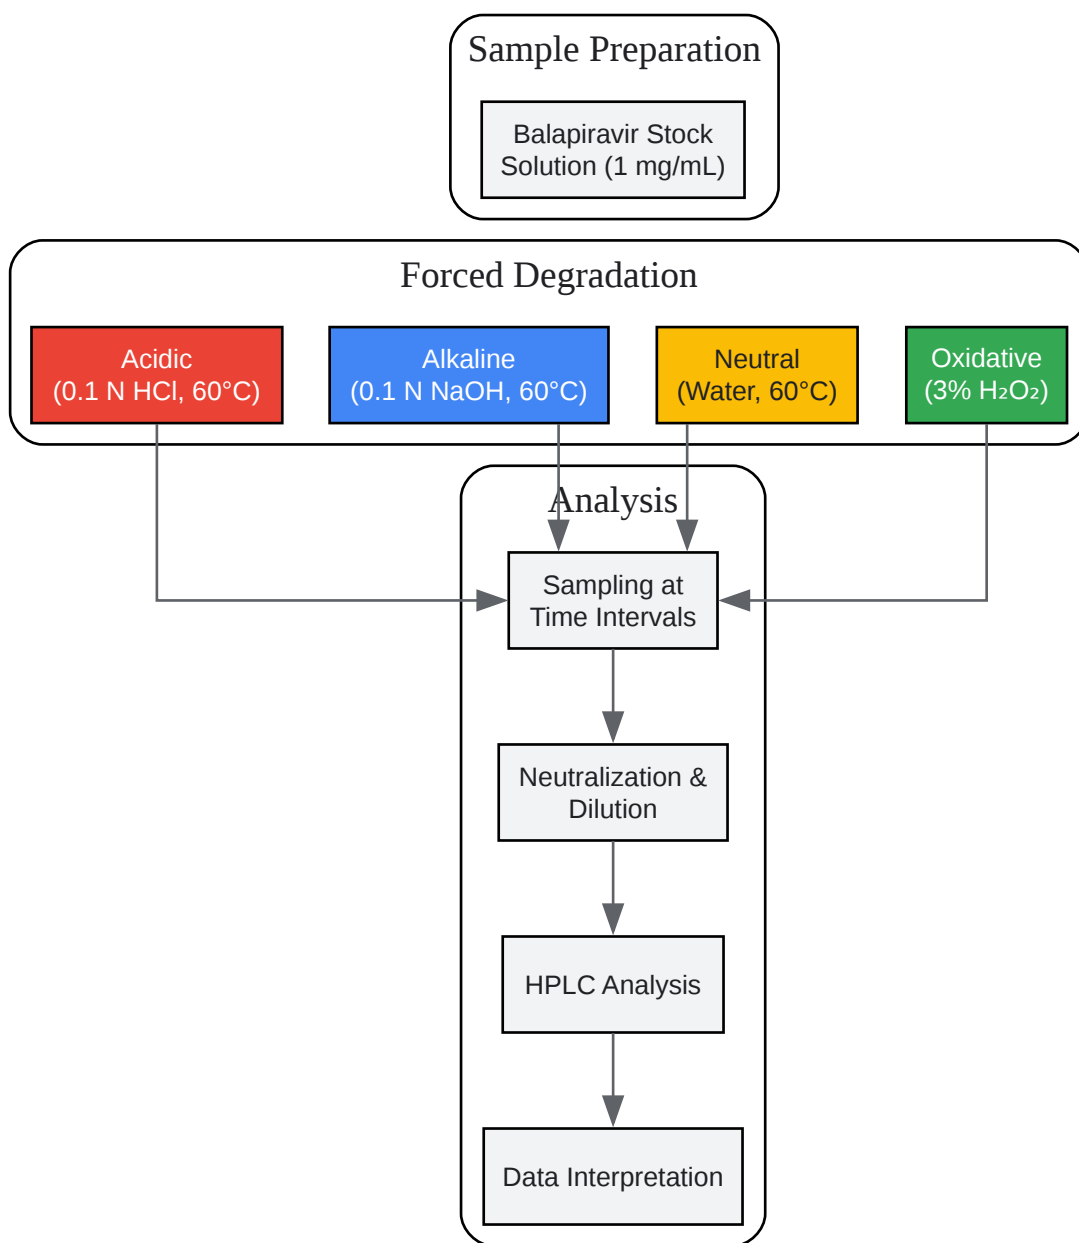 Sample Preparation
Balapiravir Stock
Solution (1 mg/mL)
Forced Degradation
Acidic
(0.1 N HCl, 60°C)
Alkaline
(0.1 N NaOH, 60°C)
Neutral
(Water, 60°C)
Oxidative
(3% H₂O₂)
Analysis
Sampling at
Time Intervals
Neutralization &
Dilution
HPLC Analysis
Data Interpretation